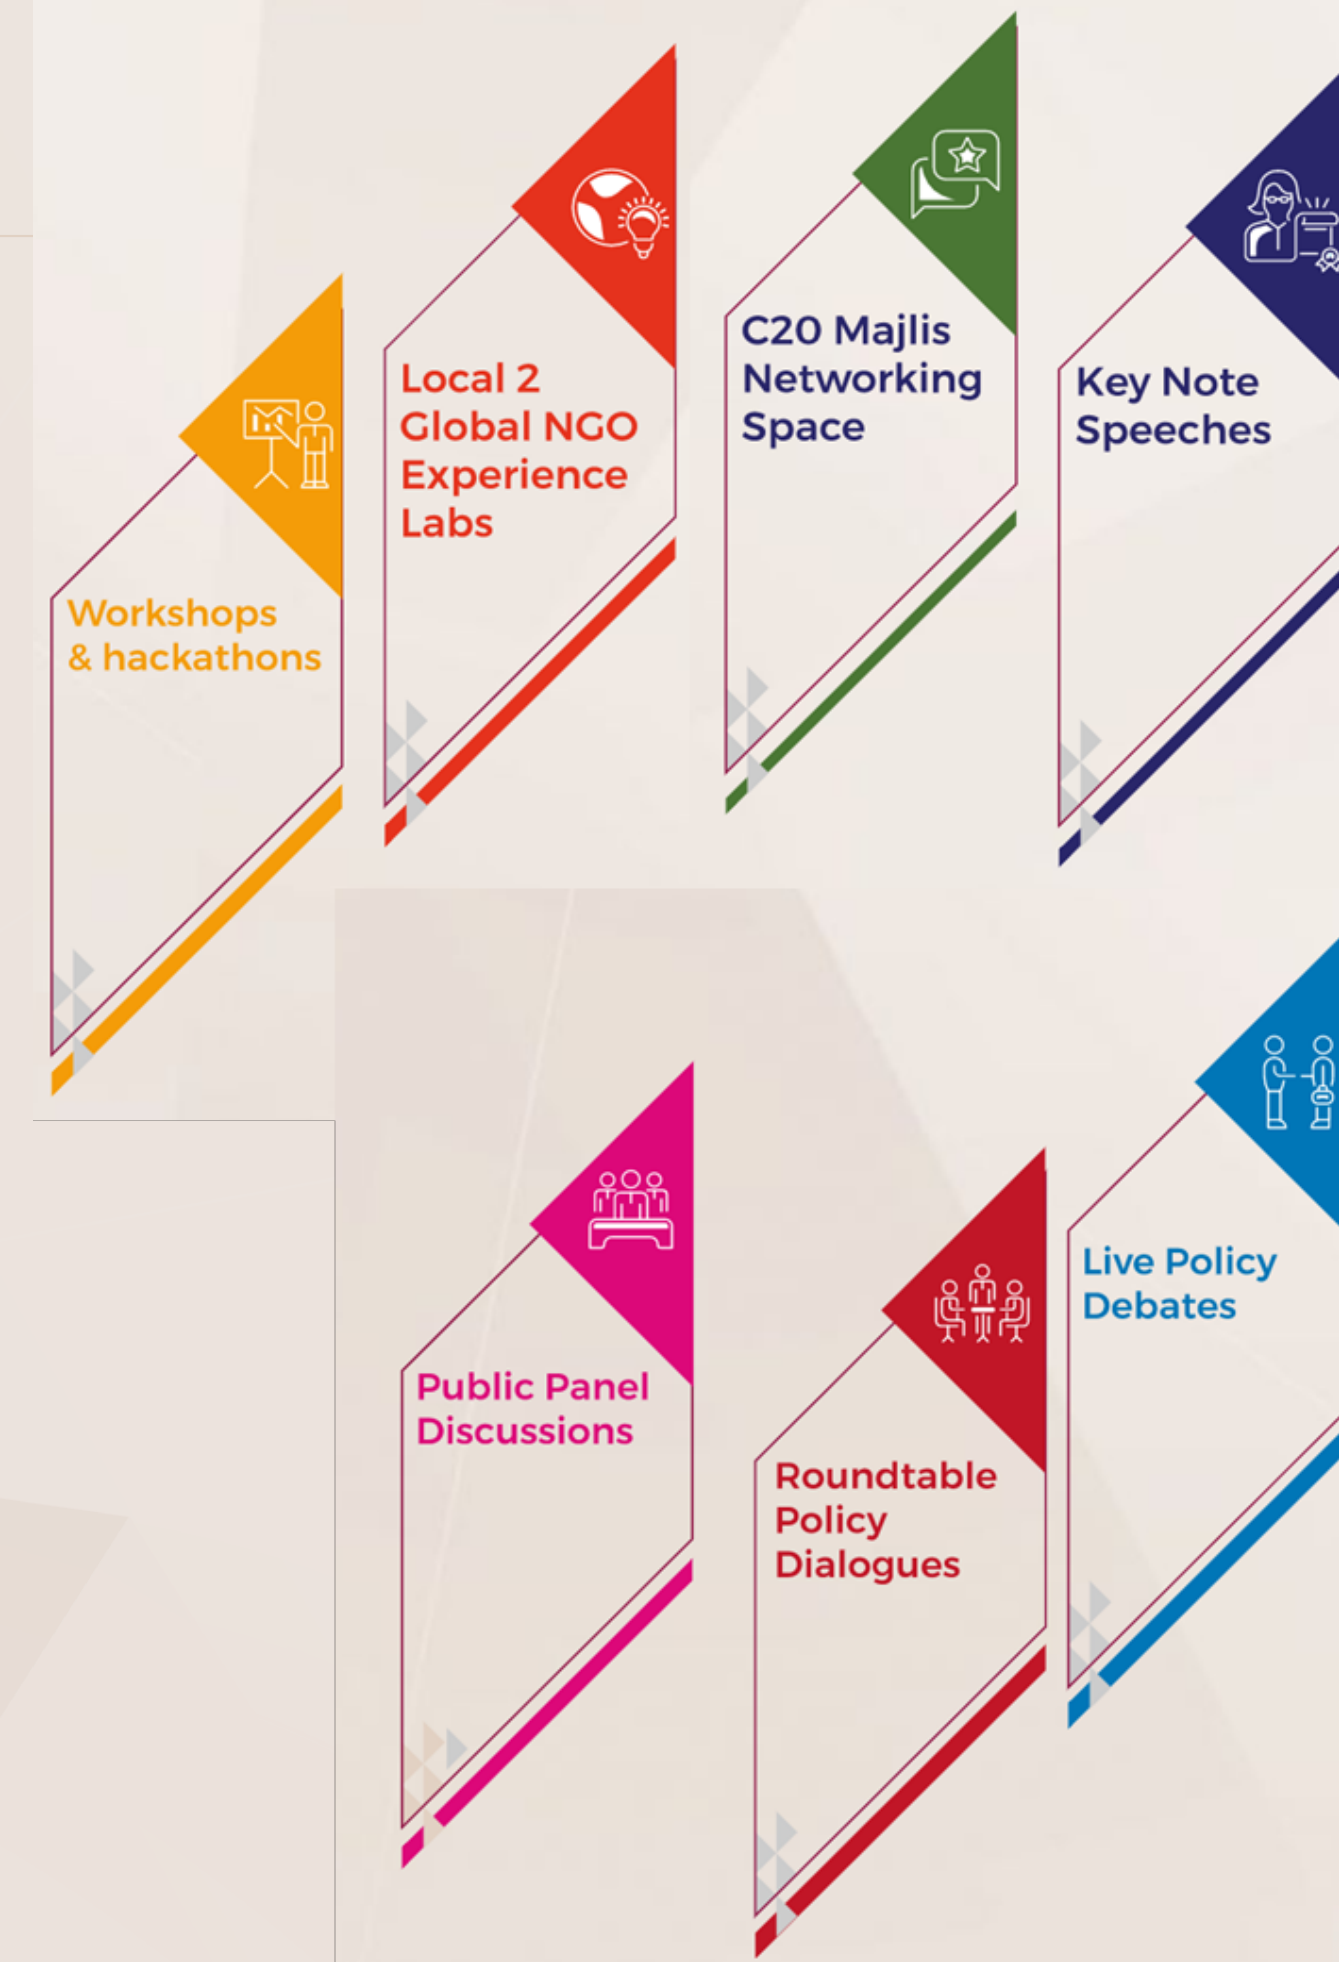 Workshops
& hackathons
Local 2
Global NGO
Experience
Labs
C20 Majlis
Networking
Space
Key Note
Speeches
Public Panel
Discussions
Roundtable
Policy
Dialogues
Live Policy
Debates